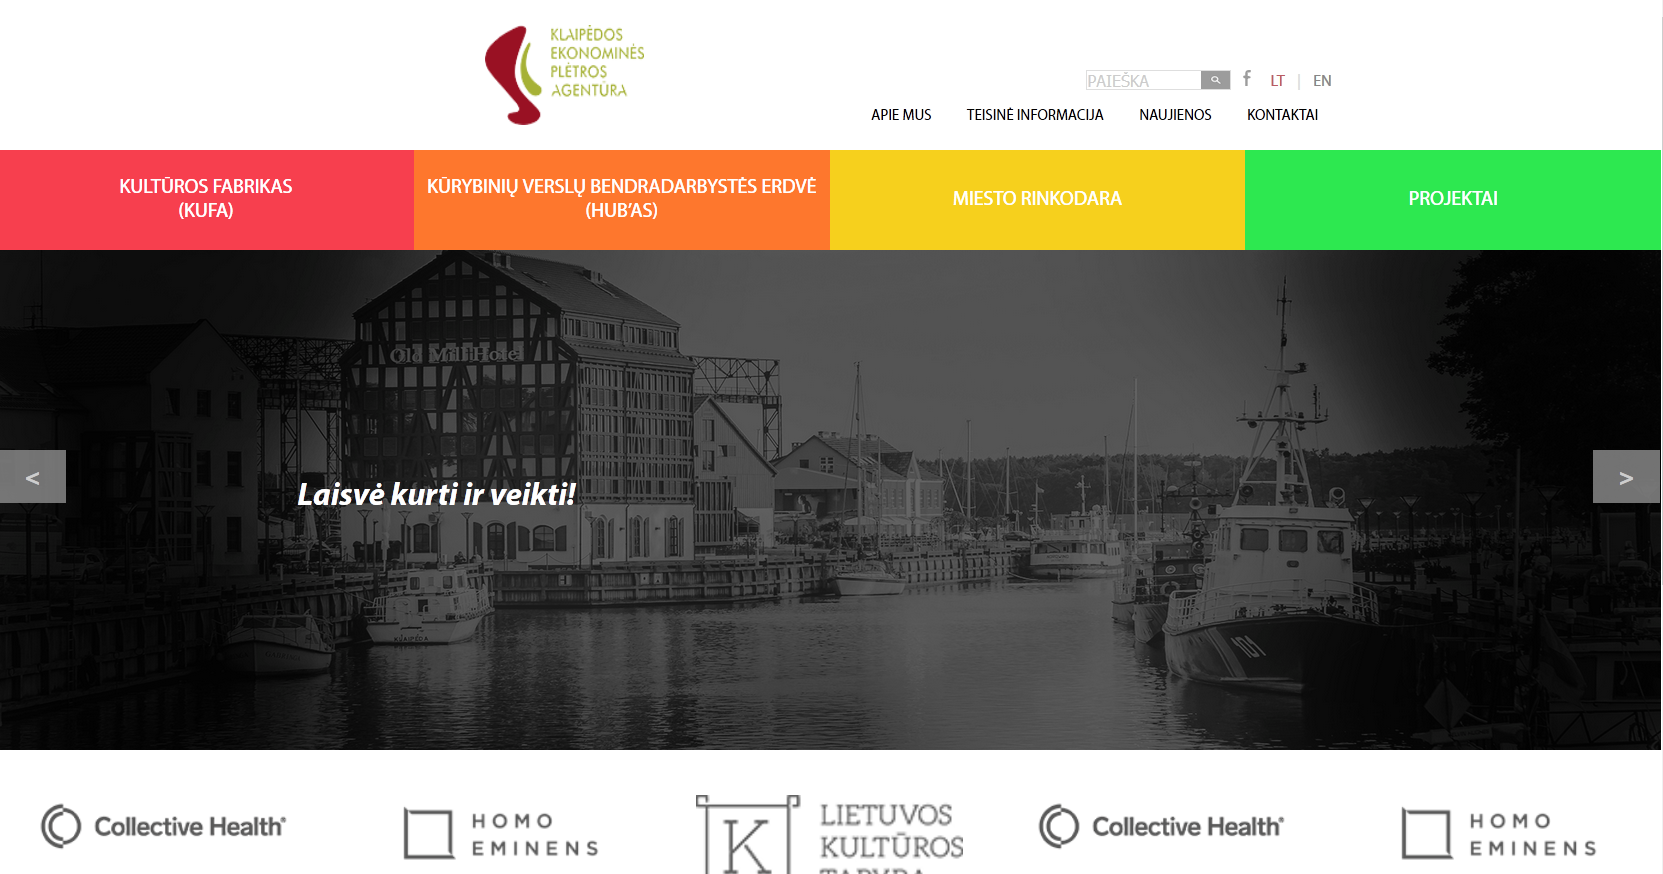 KLAIPĖDOS
EKONOMINĖS
PLĖTROS
AGENTŪRA
PAIEŠKA
f
LT | EN
APIE MUS
TEISINĖ INFORMACIJA
NAUJIENOS
KONTAKTAI
KULTŪROS FABRIKAS
(KUFA)
KŪRYBINIŲ VERSLŲ BENDRADARBYSTĖS ERDVĖ
(HUB'AS)
MIESTO RINKODARA
PROJEKTAI
Old Mill Hotel
<
Laisvė kurti ir veikti!
>
KLAIPĖDA
101
Collective Health®
HOMO
EMINENS
K
LIETUVOS
KULTŪROS
Collective Health®
HOMO
EMINENS